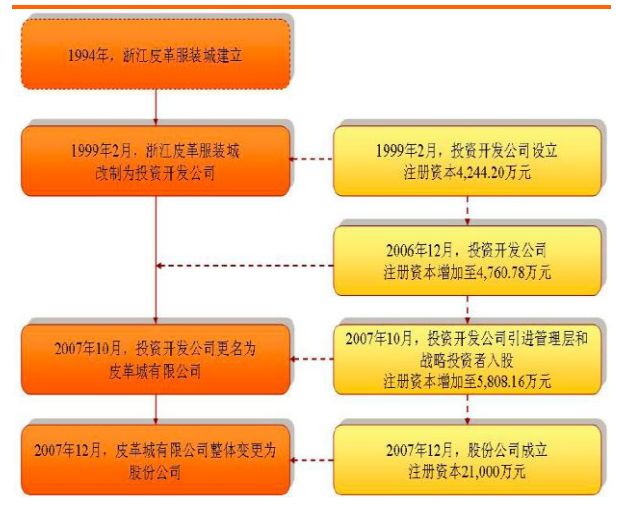 1994年，浙江皮革服装城建立
1999年2月，浙江皮革服装城
改制为投资开发公司
1999年2月，投资开发公司设立
注册资本4,244.20万元
2006年12月，投资开发公司
注册资本增加至4,760.78万元
2007年10月，投资开发公司更名为
皮革城有限公司
2007年10月，投资开发公司引进管理层和
战略投资者入股
注册资本增加至5,808.16万元
2007年12月，皮革城有限公司整体变更为
股份公司
2007年12月，股份公司成立
注册资本21,000万元